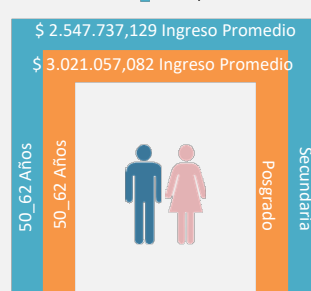 $ 2.547.737,129 Ingreso Promedio
$ 3.021.057,082 Ingreso Promedio
50_62 Años
50_62 Años
Posgrado
Secundaria